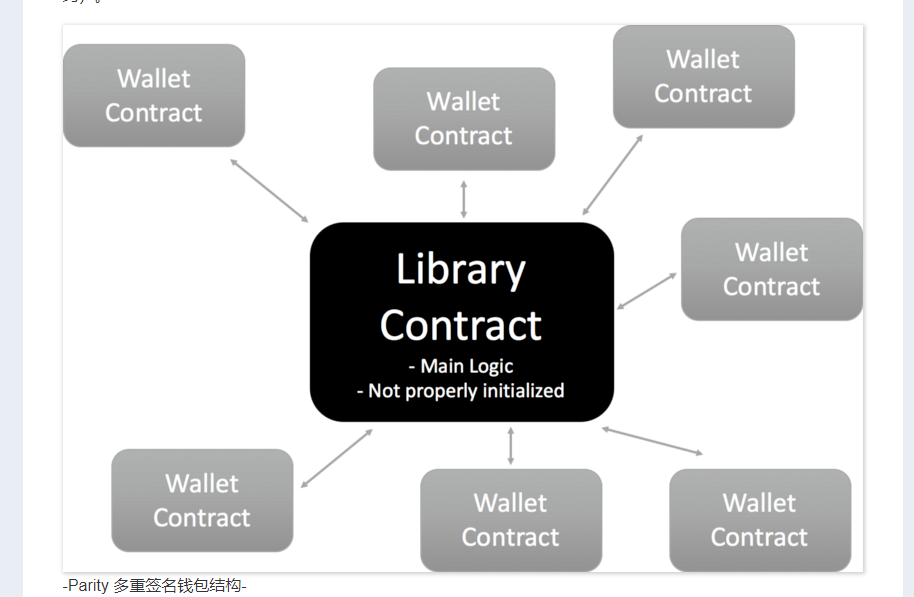 Wallet
Contract
Wallet
Contract
Wallet
Contract
Library
Contract
- Main Logic
- Not properly initialized
Wallet
Contract
Wallet
Contract
Wallet
Contract
Wallet
Contract
-Parity 多重签名钱包结构-